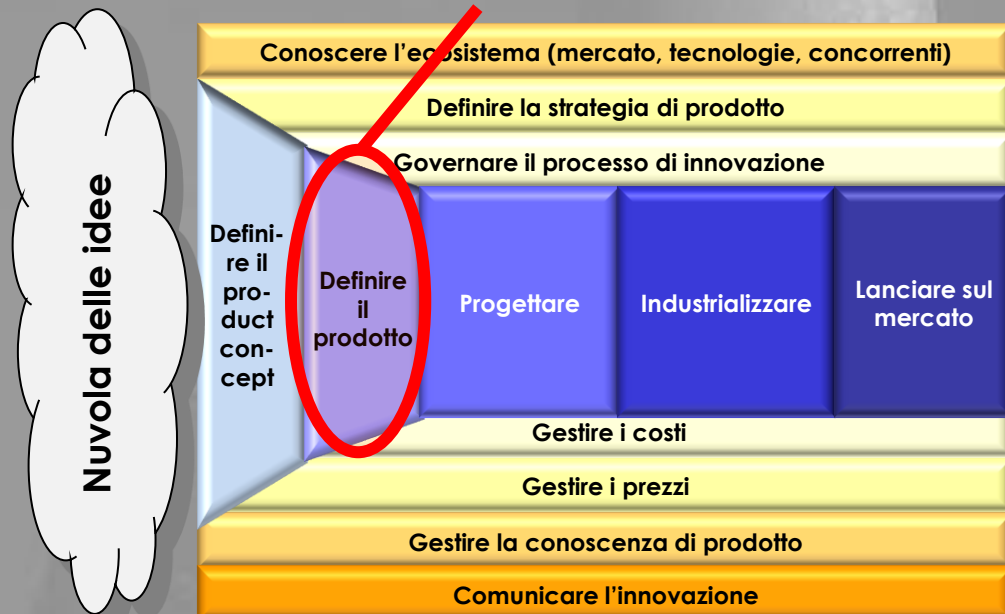 Conoscere l'ecosistema (mercato, tecnologie, concorrenti)
Definire la strategia di prodotto
Governare il processo di innovazione
Nuvola delle idee
Defini-
re il
pro-
duct
con-
cept
Definire
il
prodotto
Progettare
Industrializzare
Lanciare sul
mercato
Gestire i costi
Gestire i prezzi
Gestire la conoscenza di prodotto
Comunicare l'innovazione